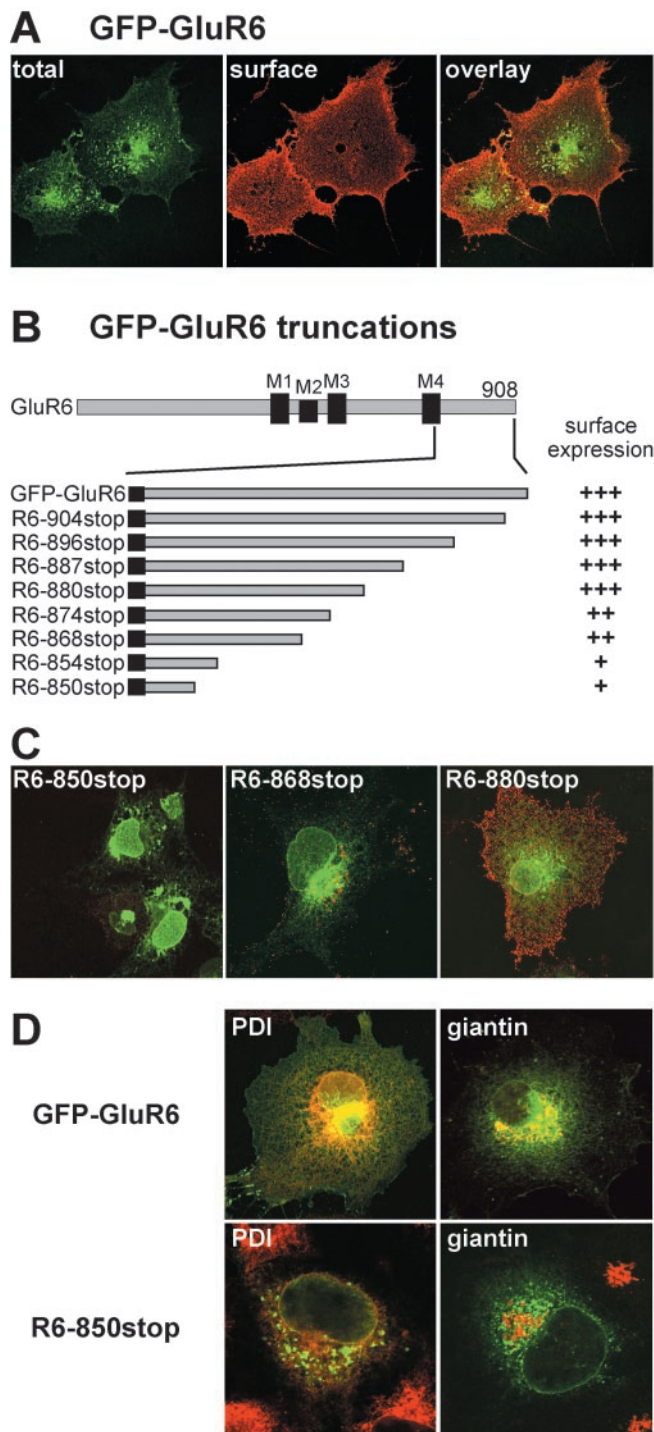 A GFP-GluR6
total surface overlay
B GFP-GluR6 truncations
M1 M2 M3 M4 908
GluR6
surface
expression
GFP-GluR6 +++
R6-904stop +++
R6-896stop +++
R6-887stop +++
R6-880stop +++
R6-874stop ++
R6-868stop ++
R6-854stop +
R6-850stop +
C
R6-850stop R6-868stop R6-880stop
D
PDI giantin
GFP-GluR6
PDI giantin
R6-850stop